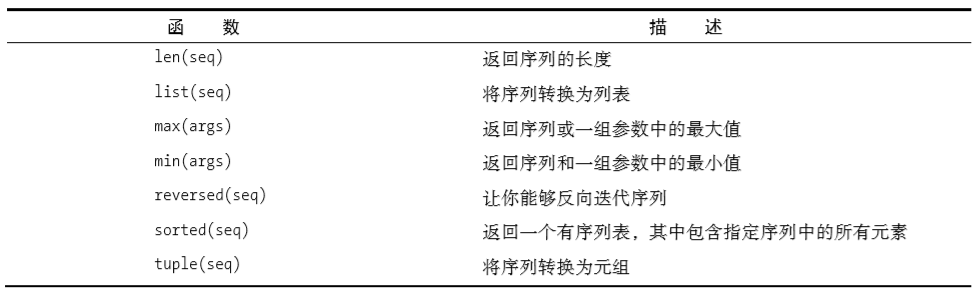 函 数 描 述
len(seq) 返回序列的长度
list(seq) 将序列转换为列表
max(args) 返回序列或一组参数中的最大值
min(args) 返回序列和一组参数中的最小值
reversed(seq) 让你能够反向迭代序列
sorted(seq) 返回一个有序列表，其中包含指定序列中的所有元素
tuple(seq) 将序列转换为元组